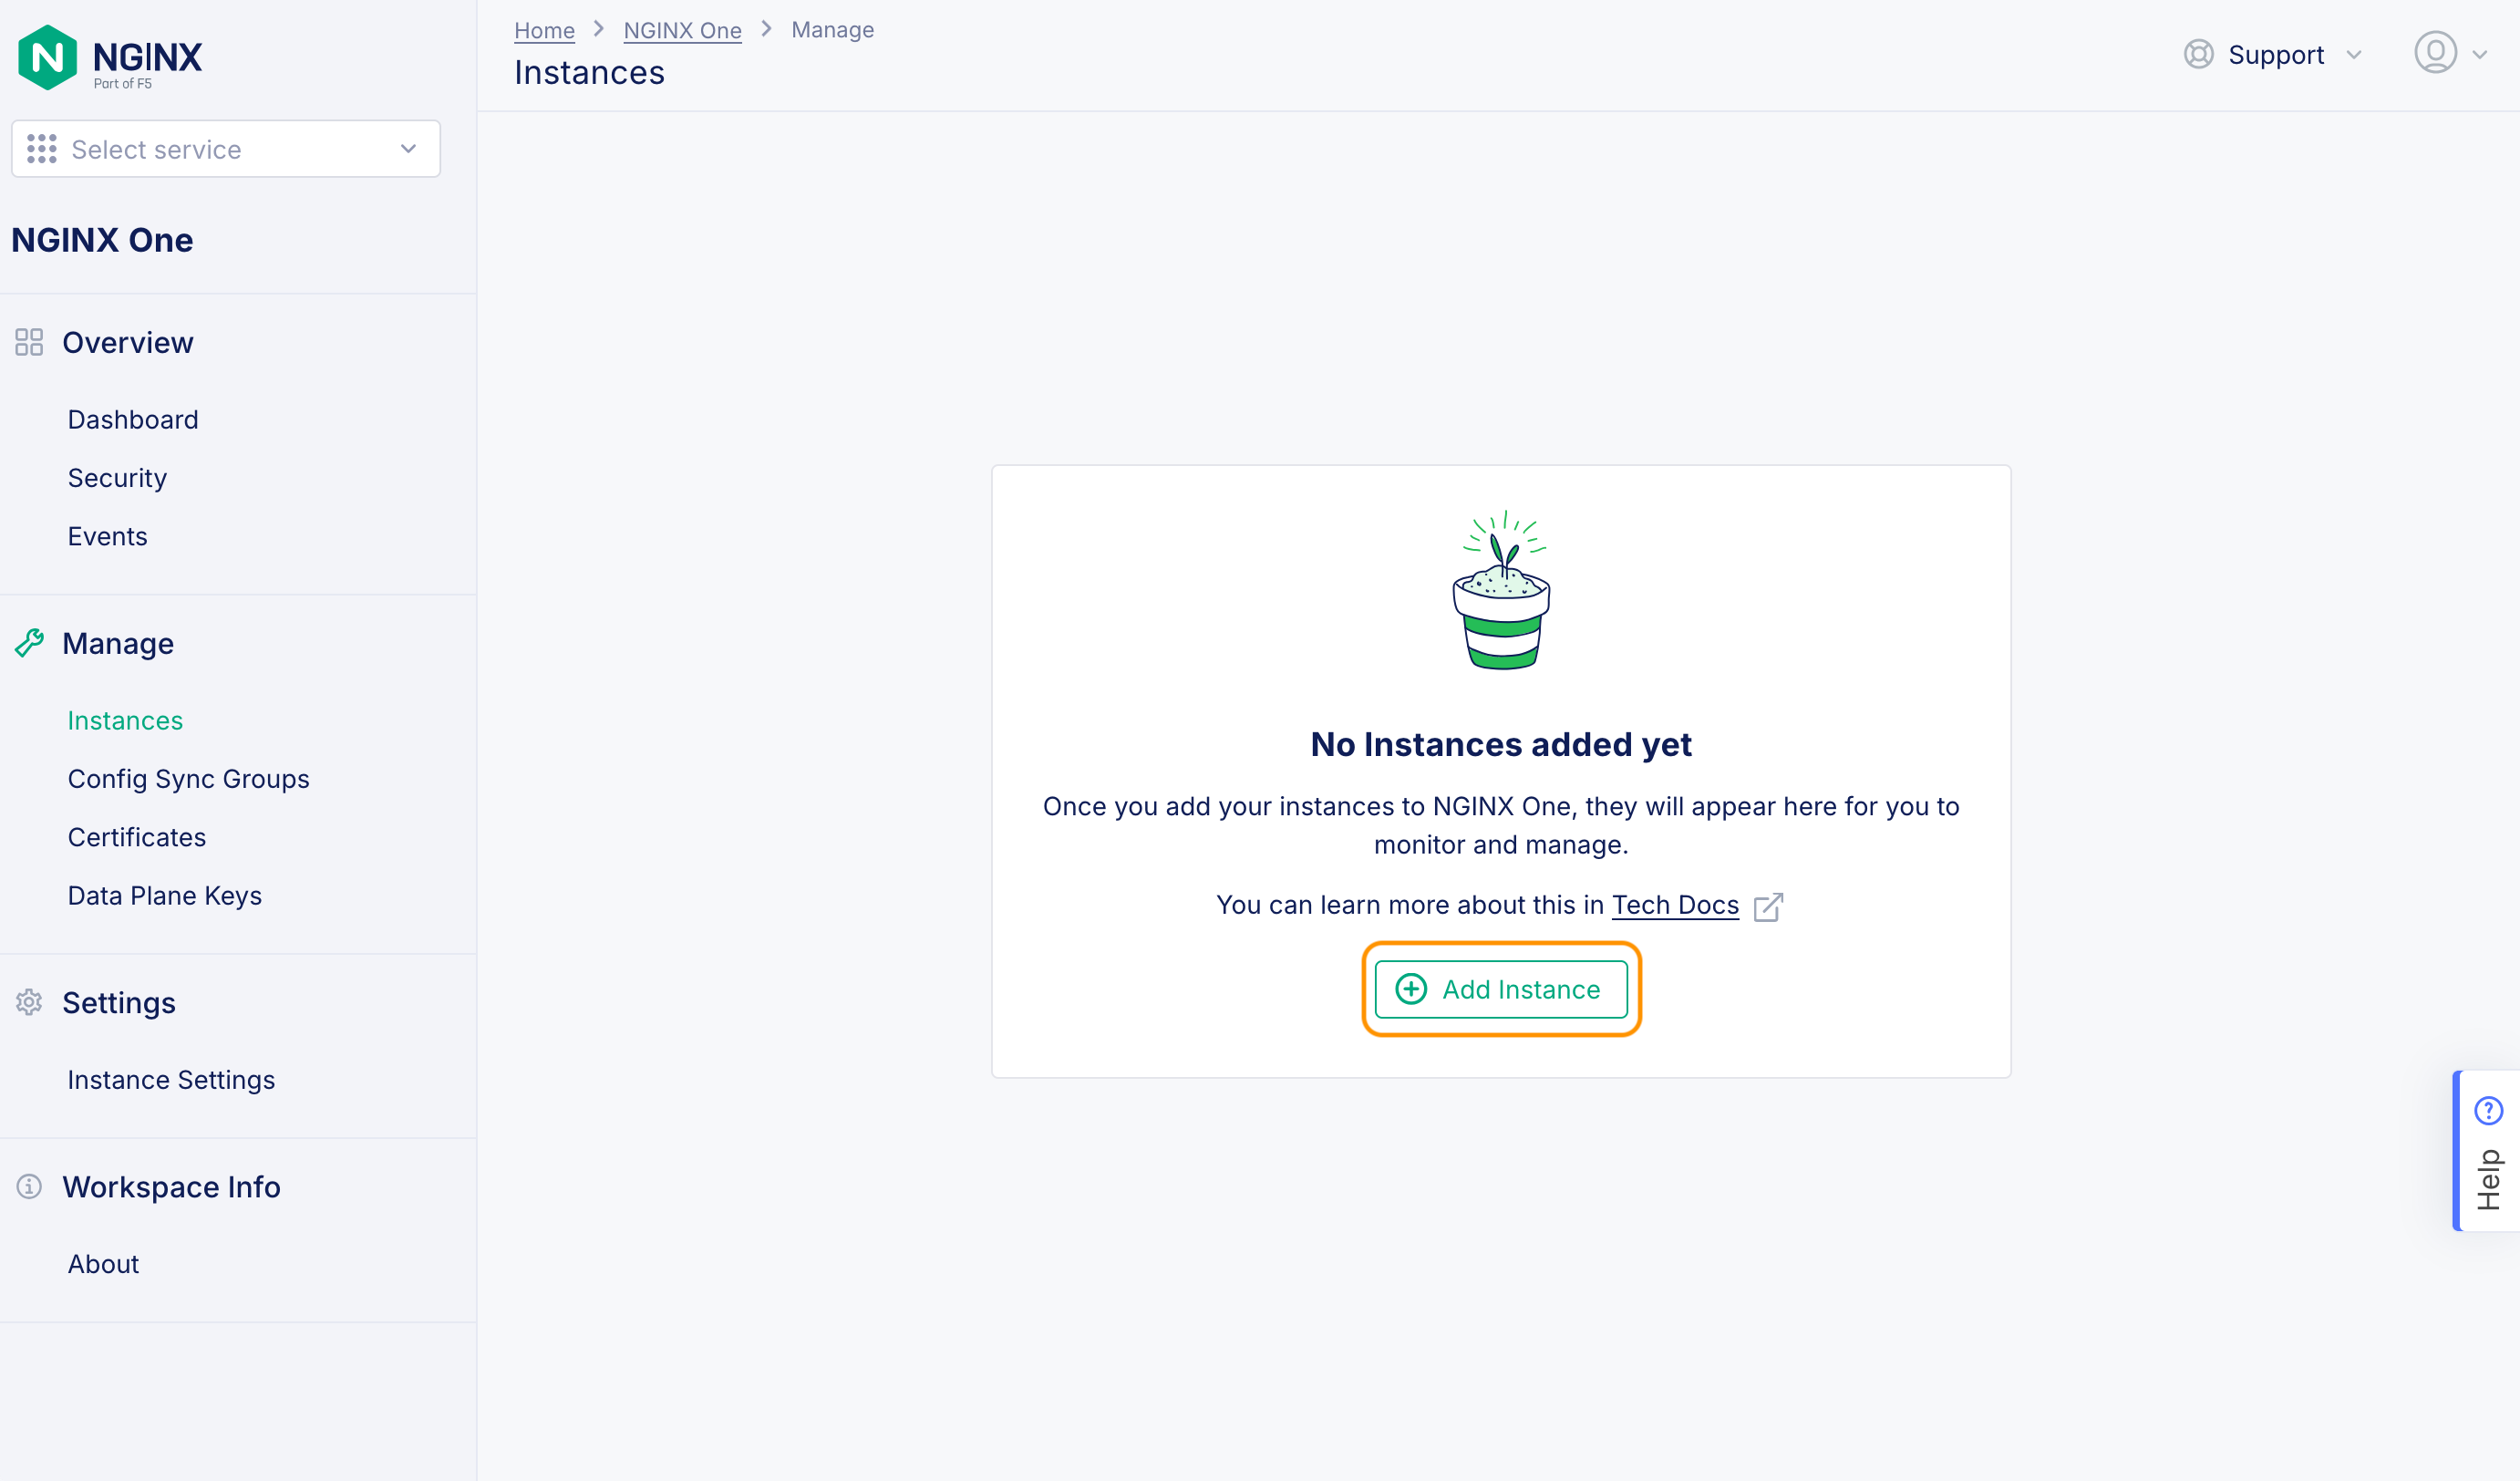 NGINX
Part of F5
Select service
NGINX One
Overview
Dashboard
Security
Events
Manage
Instances
Config Sync Groups
Certificates
Data Plane Keys
Settings
Instance Settings
Workspace Info
About
Home > NGINX One > Manage
Instances
Support
No Instances added yet
Once you add your instances to NGINX One, they will appear here for you to
monitor and manage.
You can learn more about this in Tech Docs
Add Instance
Help